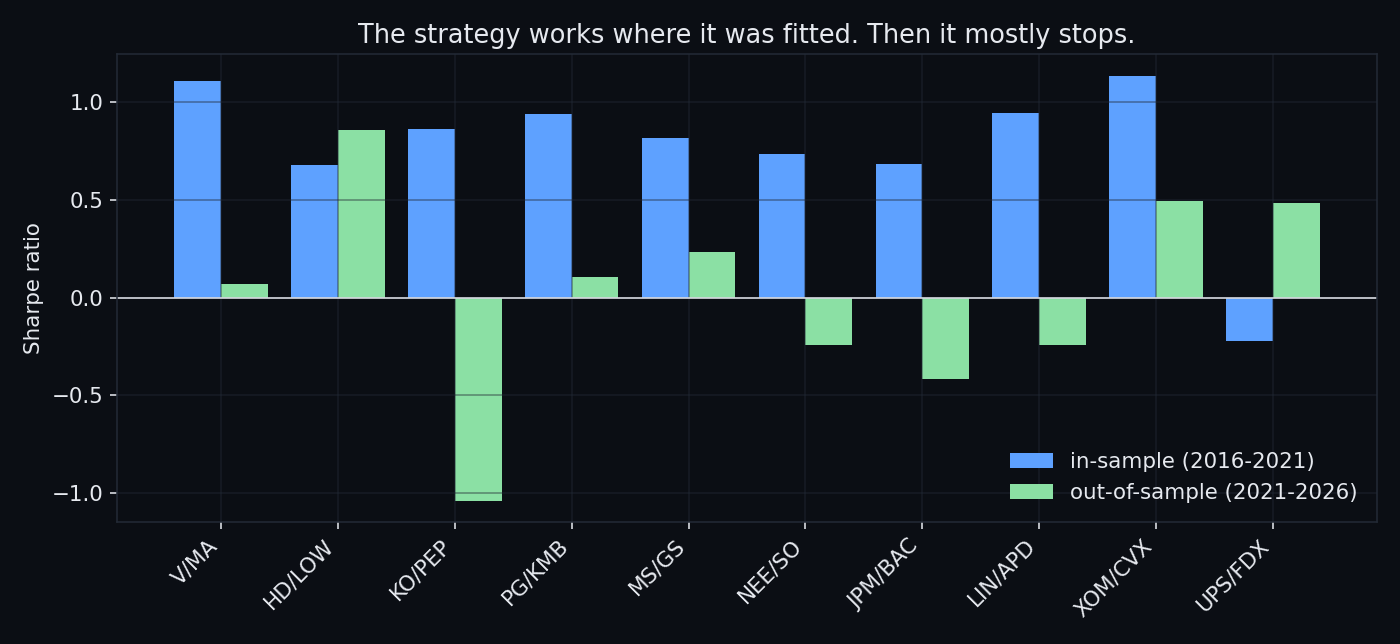 The strategy works where it was fitted. Then it mostly stops.
Sharpe ratio
1.0
0.5
0.0
−0.5
−1.0
in-sample (2016-2021)
out-of-sample (2021-2026)
V/MA
HD/LOW
KO/PEP
PG/KMB
MS/GS
NEE/SO
JPM/BAC
LIN/APD
XOM/CVX
UPS/FDX